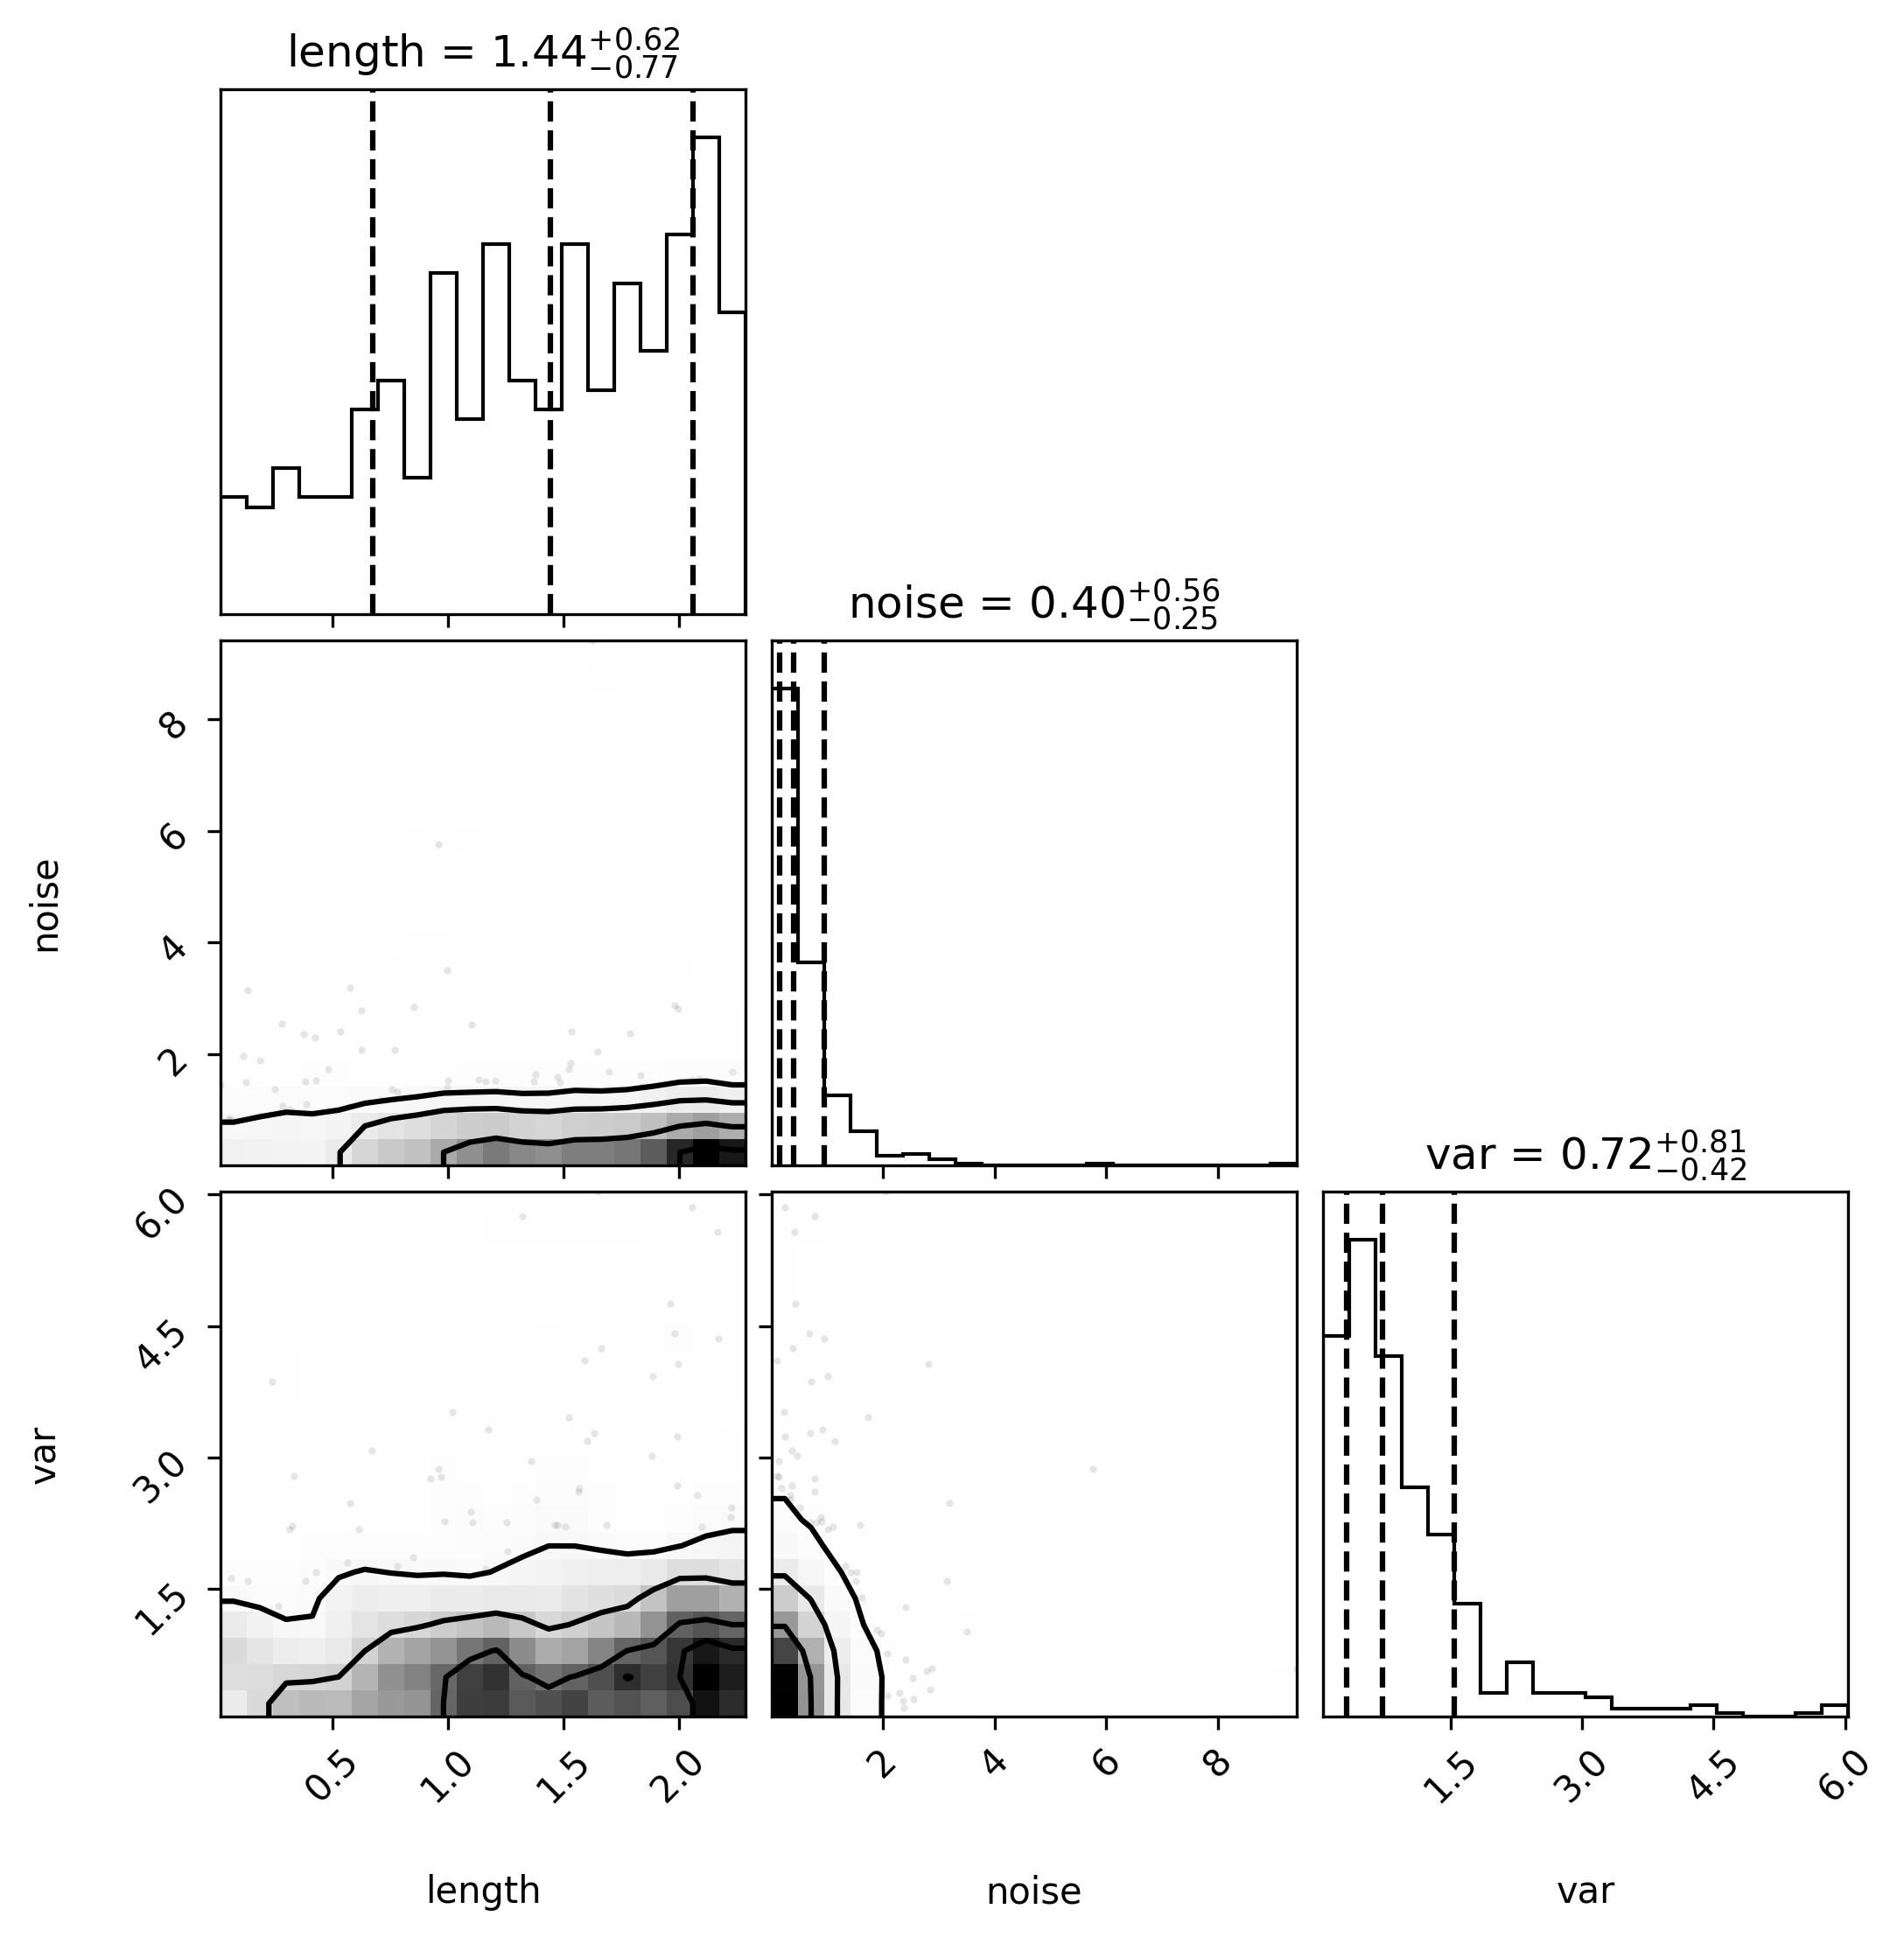 length = 1.44+0.62 −0.77
noise = 0.40+0.56 −0.25
8
6
4
2
noise
var = 0.72+0.81 −0.42
6.0
4.5
3.0
1.5
var
0.5 1.0 1.5 2.0 2 4 6 8 1.5 3.0 4.5 6.0
length noise var